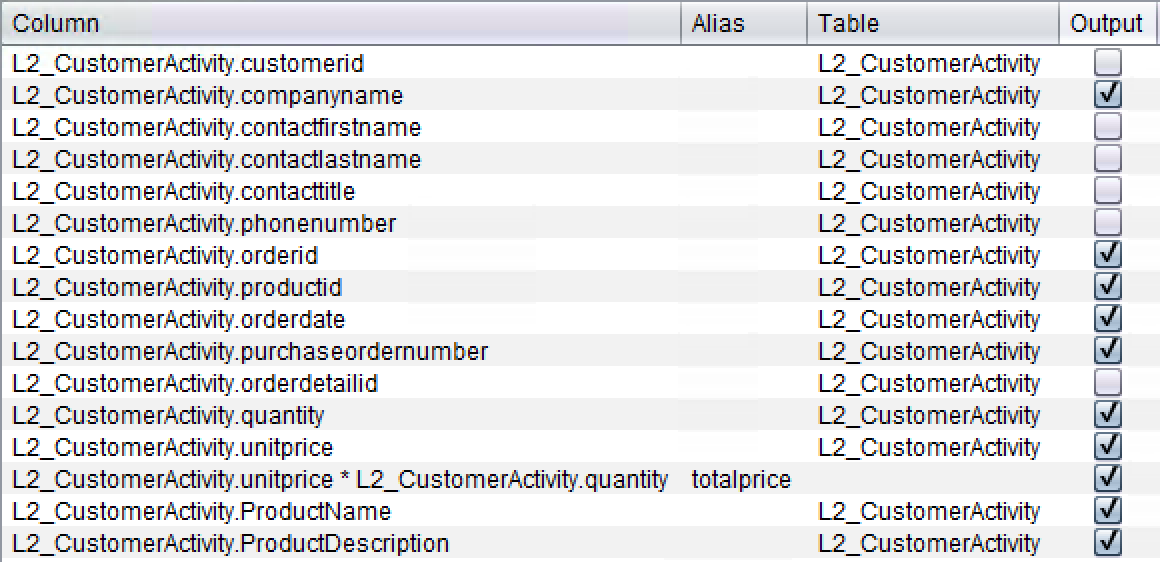 Column Alias Table Output
L2_CustomerActivity.customerid L2_CustomerActivity
L2_CustomerActivity.companyname L2_CustomerActivity
L2_CustomerActivity.contactfirstname L2_CustomerActivity
L2_CustomerActivity.contactlastname L2_CustomerActivity
L2_CustomerActivity.contacttitle L2_CustomerActivity
L2_CustomerActivity.phonenumber L2_CustomerActivity
L2_CustomerActivity.orderid L2_CustomerActivity
L2_CustomerActivity.productid L2_CustomerActivity
L2_CustomerActivity.orderdate L2_CustomerActivity
L2_CustomerActivity.purchaseordernumber L2_CustomerActivity
L2_CustomerActivity.orderdetailid L2_CustomerActivity
L2_CustomerActivity.quantity L2_CustomerActivity
L2_CustomerActivity.unitprice L2_CustomerActivity
L2_CustomerActivity.unitprice * L2_CustomerActivity.quantity totalprice
L2_CustomerActivity.ProductName L2_CustomerActivity
L2_CustomerActivity.ProductDescription L2_CustomerActivity